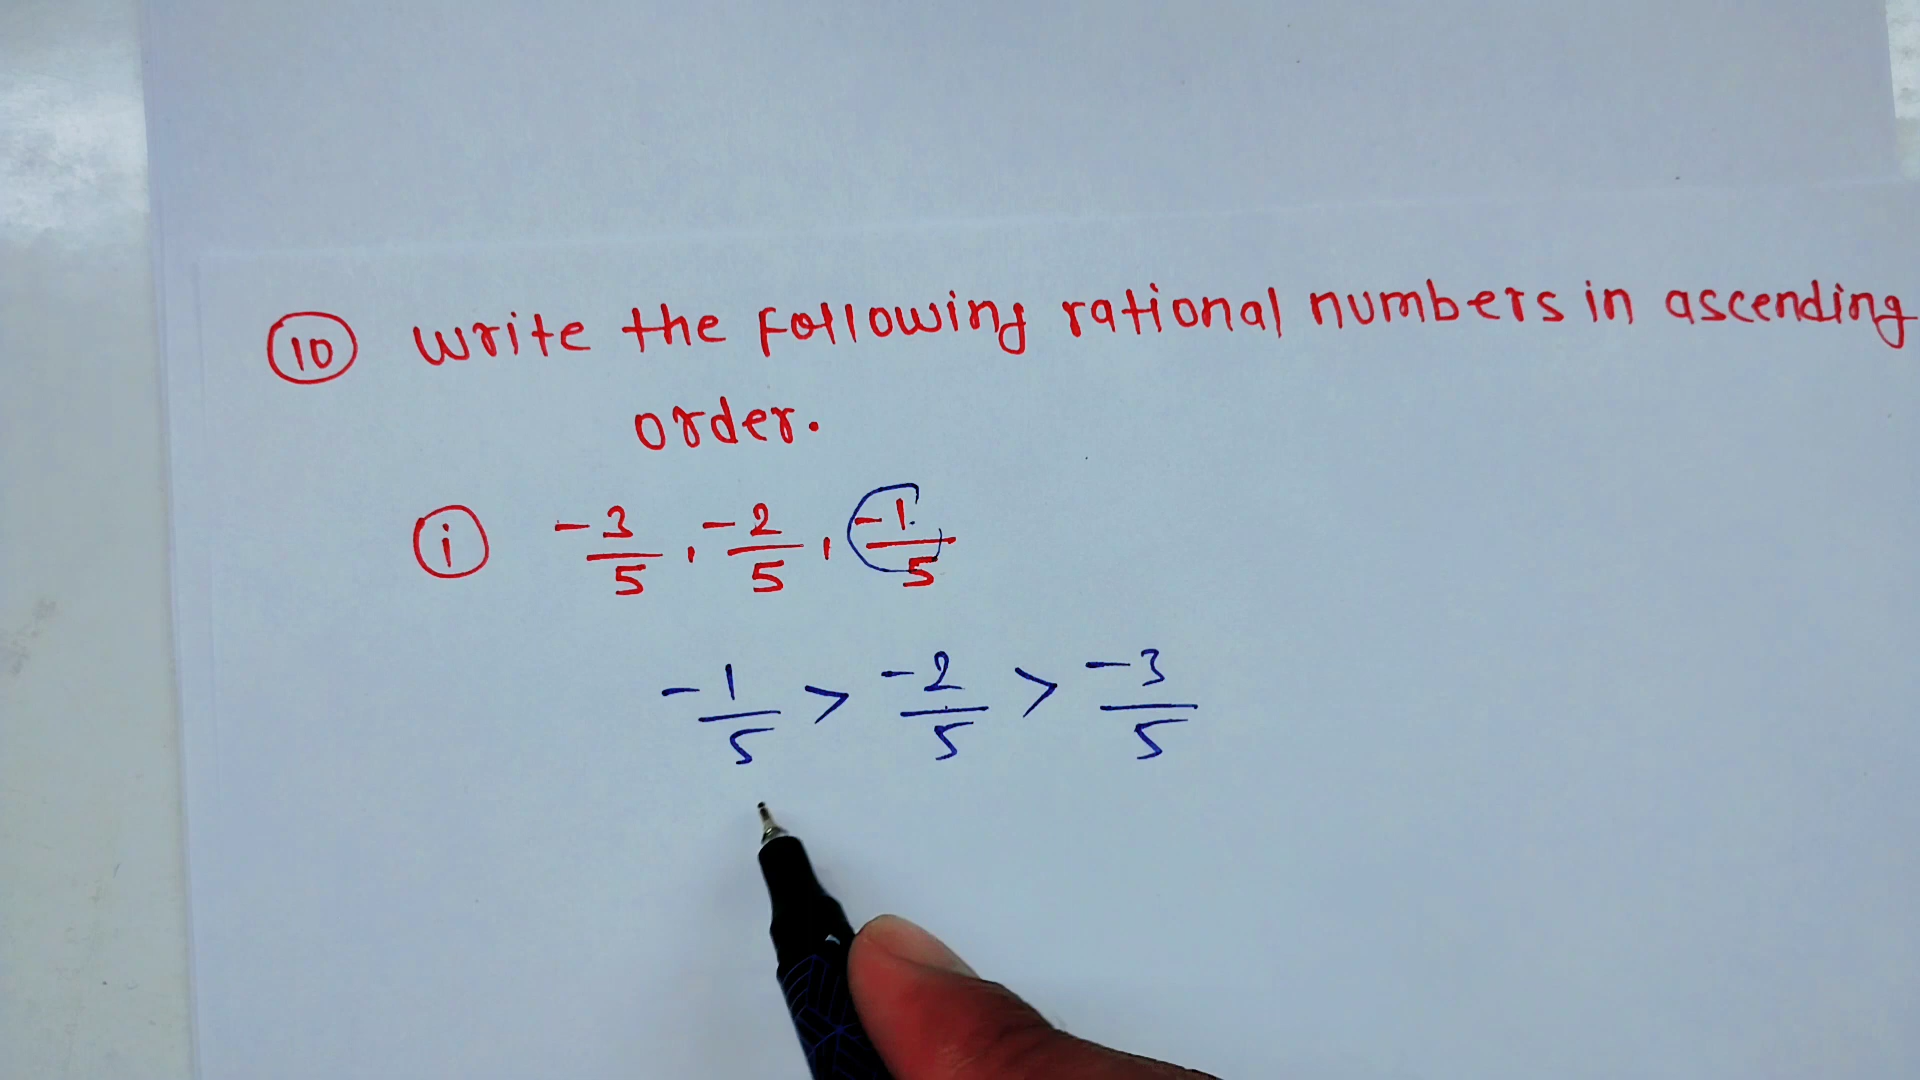 10 Write the Following rational numbers in ascending
order.
i -3/5, -2/5, -1/5
-1/5 > -2/5 > -3/5